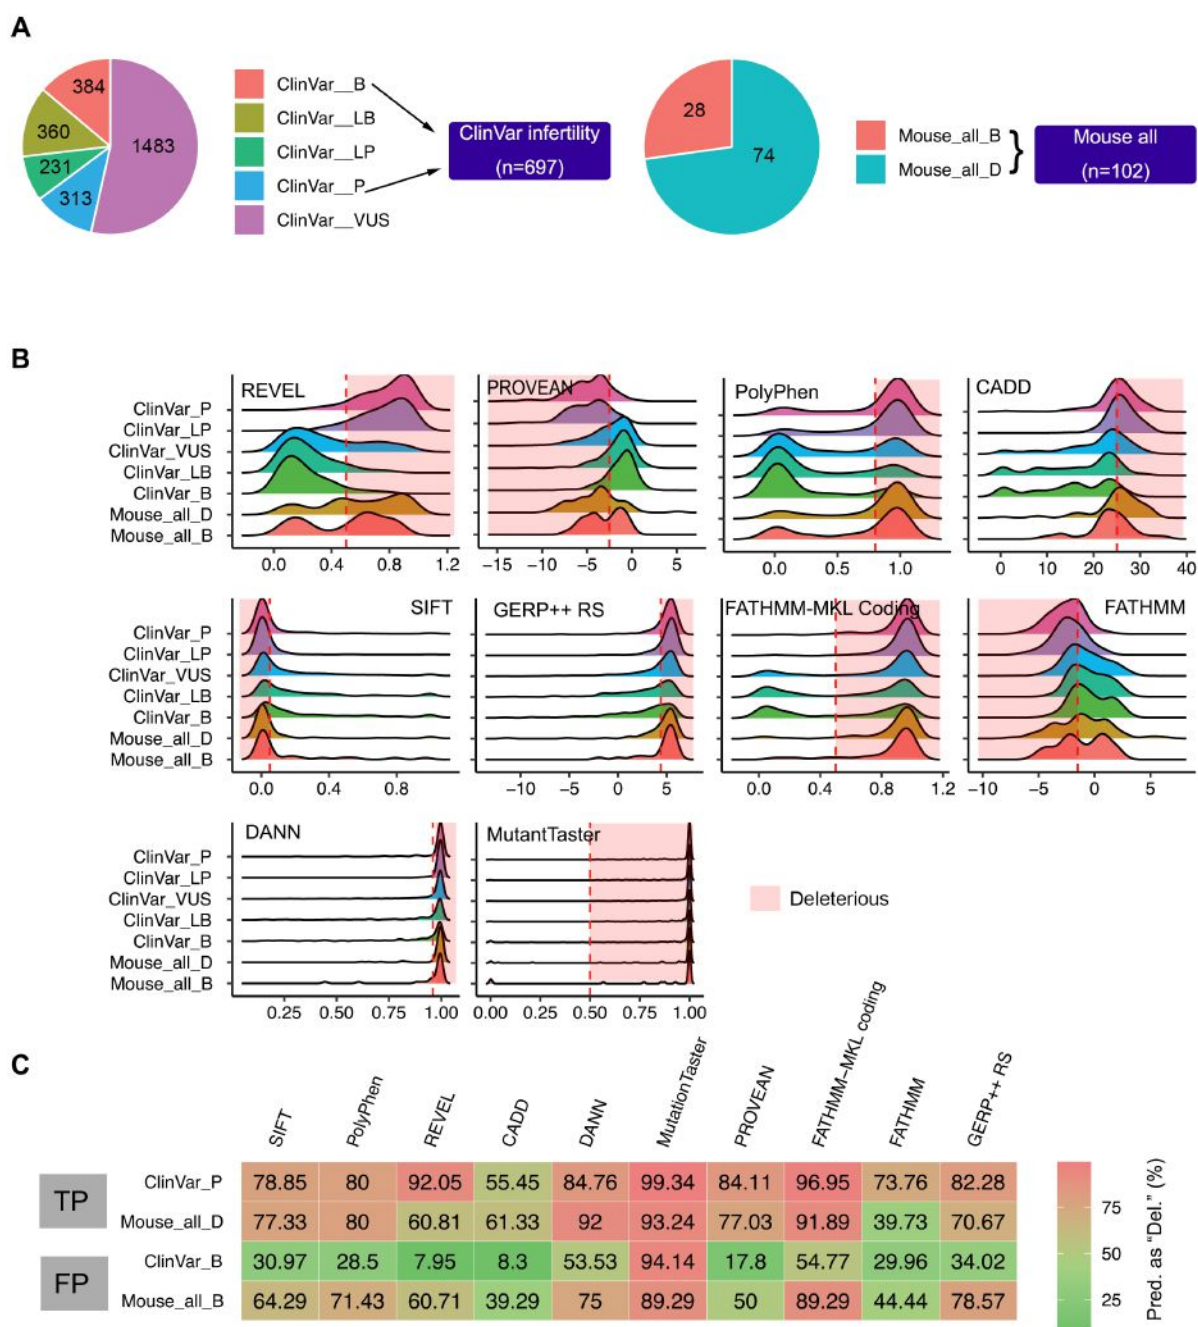 A
384
360
231
313
1483
ClinVar__B
ClinVar__LB
ClinVar__LP
ClinVar__P
ClinVar__VUS
ClinVar infertility
(n=697)
28
74
Mouse_all_B
Mouse_all_D
}
Mouse all
(n=102)
B
REVEL
PROVEAN
PolyPhen
CADD
ClinVar_P
ClinVar_LP
ClinVar_VUS
ClinVar_LB
ClinVar_B
Mouse_all_D
Mouse_all_B
0.0 0.4 0.8 1.2
−15 −10 −5 0 5
0.0 0.5 1.0
0 10 20 30 40
SIFT
GERP++ RS
FATHMM-MKL Coding
FATHMM
ClinVar_P
ClinVar_LP
ClinVar_VUS
ClinVar_LB
ClinVar_B
Mouse_all_D
Mouse_all_B
0.0 0.4 0.8
−10 −5 0 5
0.0 0.4 0.8 1.2
−10 −5 0 5
DANN
MutantTaster
ClinVar_P
ClinVar_LP
ClinVar_VUS
ClinVar_LB
ClinVar_B
Mouse_all_D
Mouse_all_B
0.25 0.50 0.75 1.00
0.00 0.25 0.50 0.75 1.00
Deleterious
C
SIFT
PolyPhen
REVEL
CADD
DANN
MutationTaster
PROVEAN
FATHMM−MKL coding
FATHMM
GERP++ RS
TP
FP
ClinVar_P 78.85 80 92.05 55.45 84.76 99.34 84.11 96.95 73.76 82.28
Mouse_all_D 77.33 80 60.81 61.33 92 93.24 77.03 91.89 39.73 70.67
ClinVar_B 30.97 28.5 7.95 8.3 53.53 94.14 17.8 54.77 29.96 34.02
Mouse_all_B 64.29 71.43 60.71 39.29 75 89.29 50 89.29 44.44 78.57
75
50
25
Pred. as “Del.” (%)